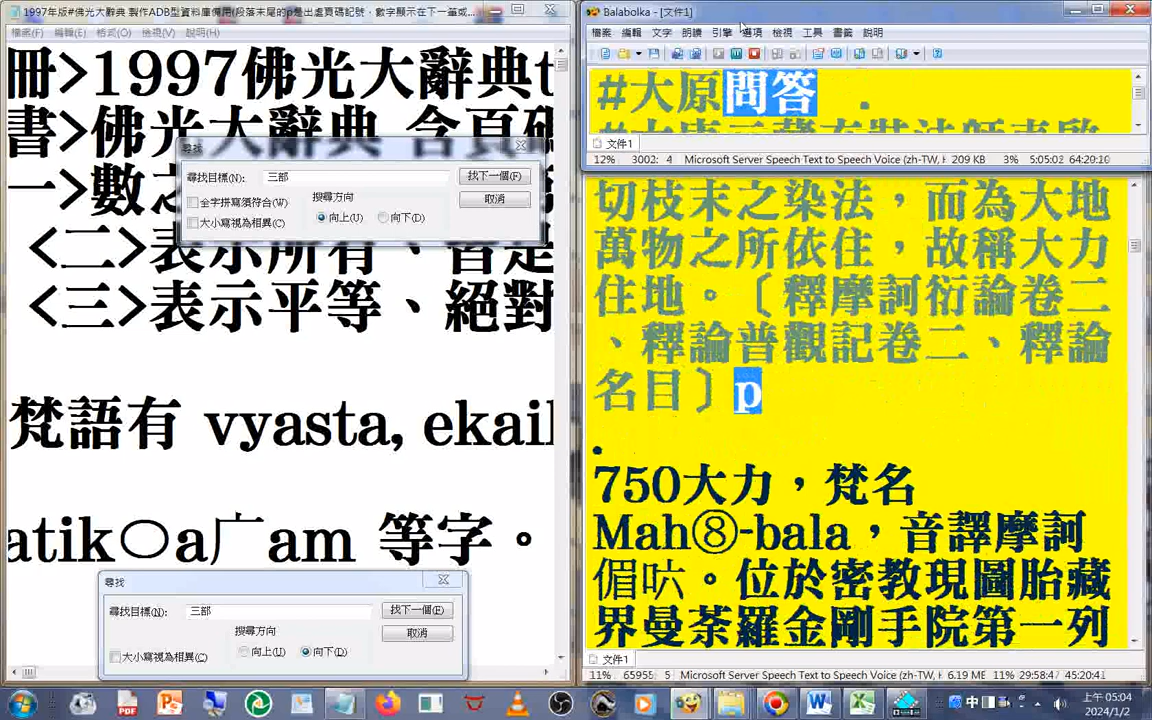 1997年版#佛光大辭典 製作ADB型資料庫備用(段落末尾的p是出處頁碼記號，數字顯示在下一筆或...
檔案(F) 編輯(E) 格式(O) 檢視(V) 說明(H)
冊>1997佛光大辭典t
書>佛光大辭典 含頁碼
一>數之
<二>表示所有、皆是
<三>表示平等、絕對
梵語有 vyasta, ekail
atik○a广am 等字。
尋找
尋找目標(N): 三部
找下一個(F)
全字拼寫須符合(W)
搜尋方向
取消
大小寫視為相異(C)
向上(U) 向下(D)
尋找
尋找目標(N): 三部
找下一個(F)
搜尋方向
取消
大小寫視為相異(C)
向上(U) 向下(D)
Balabolka - [文件1]
檔案 編輯 文字 朗讀 引擎 選項 檢視 工具 書籤 說明
#大原問答 .
文件1
12% 3002: 4 Microsoft Server Speech Text to Speech Voice (zh-TW, H 209 KB 3% 5:05:02 64:29:10
切枝末之染法，而為大地
萬物之所依住，故稱大力
住地。〔釋摩訶衍論卷二
、釋論普觀記卷二、釋論
名目〕p
.
750大力，梵名
Mah⑧-bala，音譯摩訶
偣吹。位於密教現圖胎藏
界曼荼羅金剛手院第一列
文件1
11% 65955: 5 Microsoft Server Speech Text to Speech Voice (zh-TW, 6.19 ME 11% 29:58:47 45:20:41
上午 05:04
2024/1/2